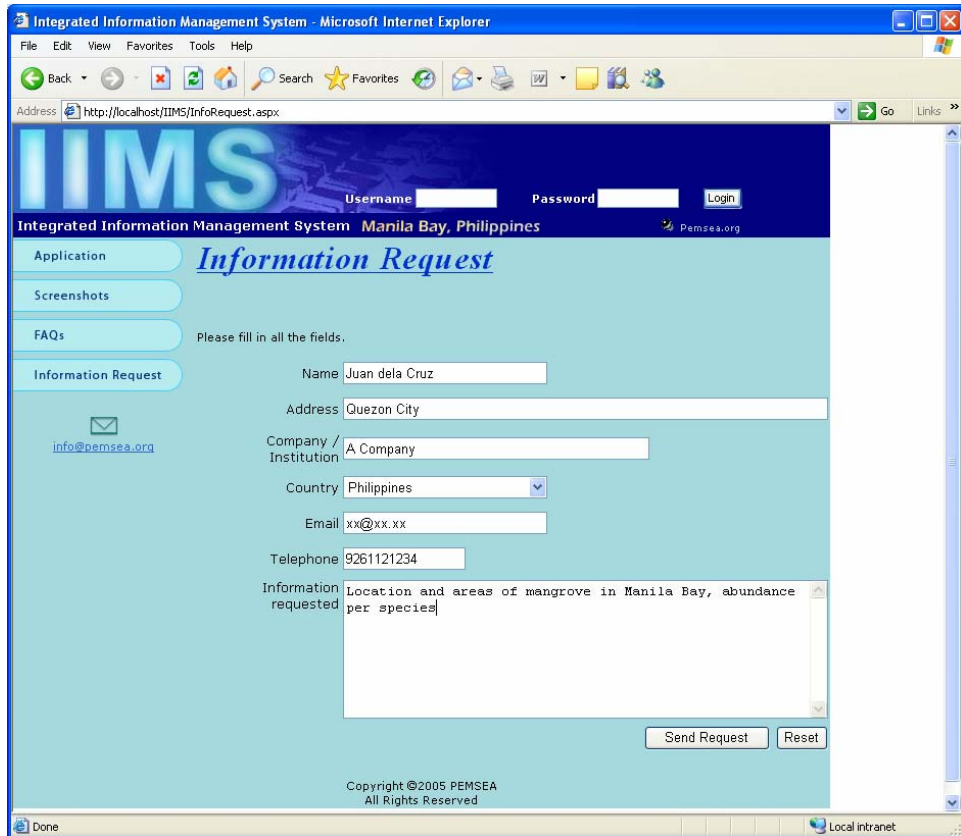 Integrated Information Management System - Microsoft Internet Explorer
File Edit View Favorites Tools Help
Back Search Favorites
Address http://localhost/IIMS/InfoRequest.aspx Go Links »
IIMS
Username Password Login
Integrated Information Management System Manila Bay, Philippines Pemsea.org
Application
Information Request
Screenshots
FAQs
Please fill in all the fields.
Information Request
Name Juan dela Cruz
Address Quezon City
info@pemsea.org
Company /
Institution A Company
Country Philippines
Email xx@xx.xx
Telephone 9261121234
Information
requested Location and areas of mangrove in Manila Bay, abundance
per species
Send Request Reset
Copyright ©2005 PEMSEA
All Rights Reserved
Done Local intranet